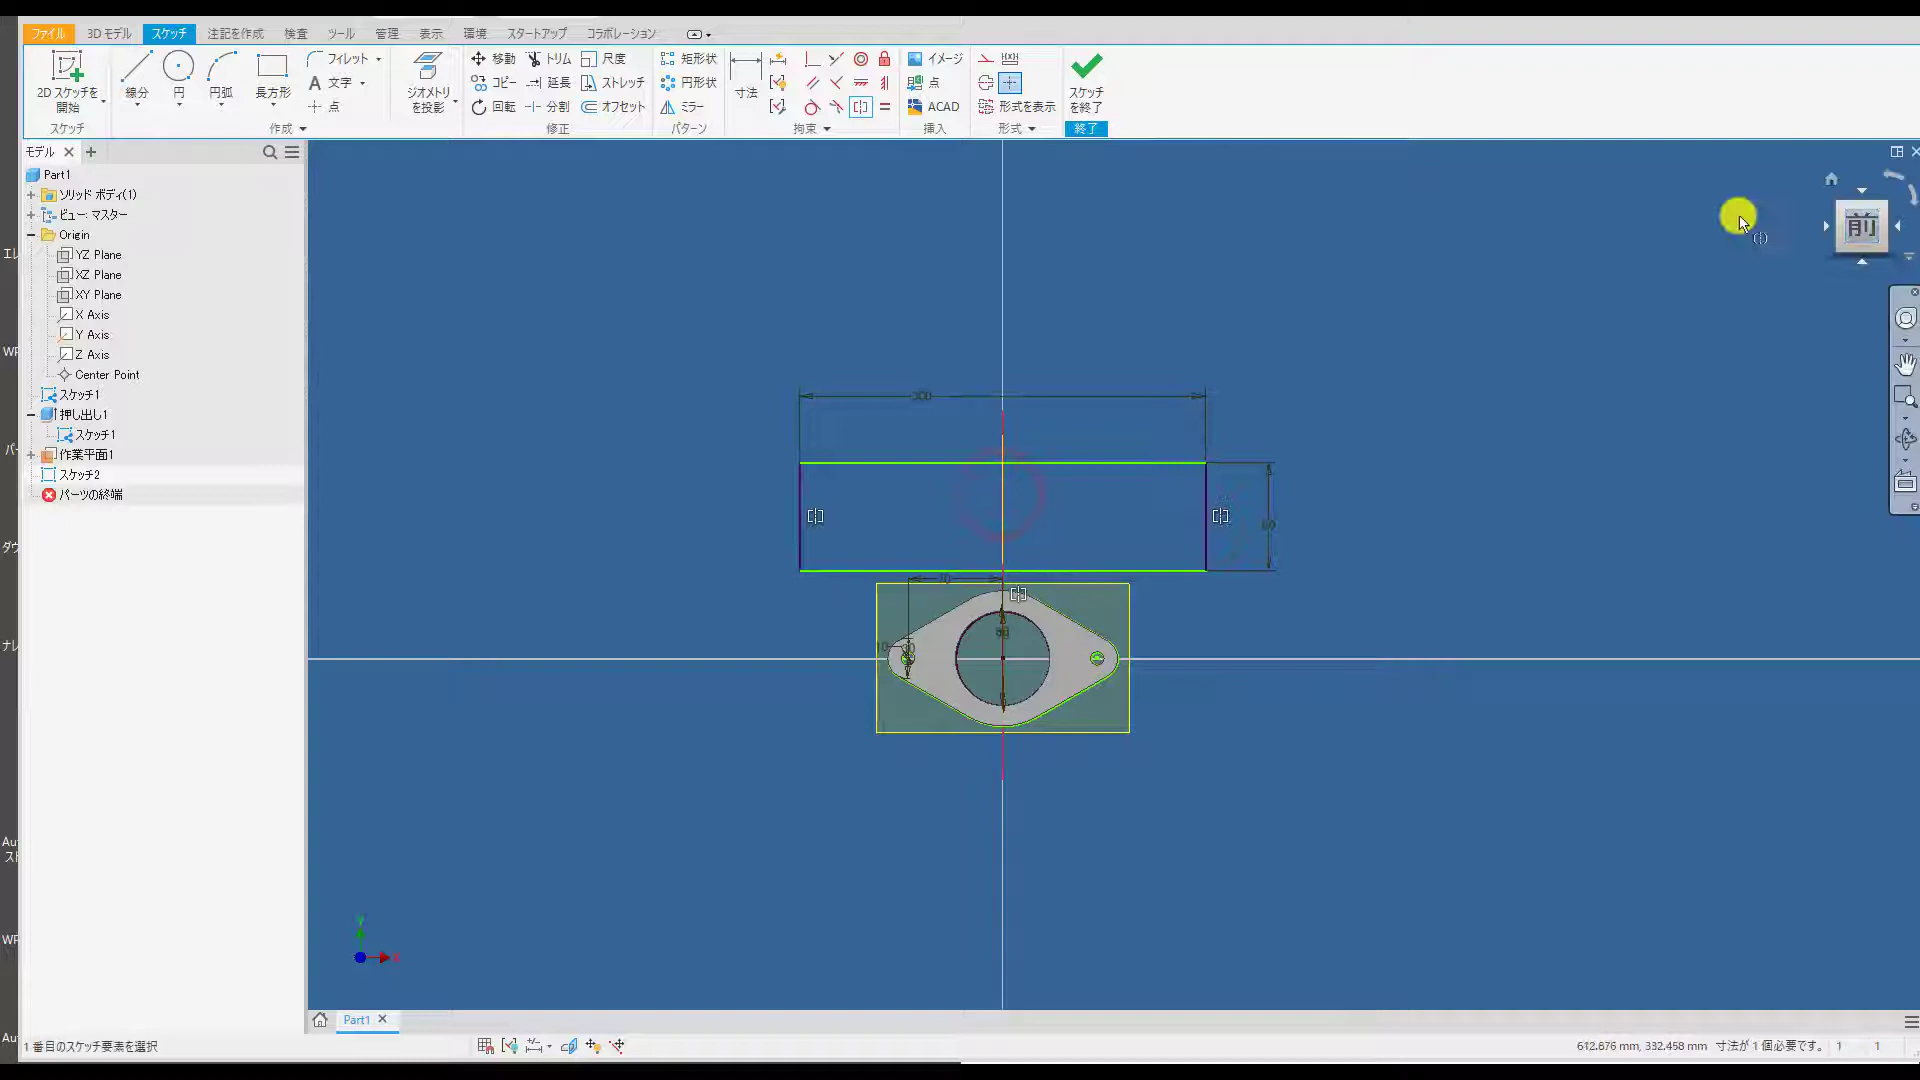 ファイル 3D モデル スケッチ 注記を作成 検査 ツール 管理 表示 環境 スタートアップ コラボレーション
2D スケッチを
開始
線分
円
円弧
長方形
フィレット
文字
点
ジオメトリ
を投影
移動 トリム 尺度
コピー 延長 ストレッチ
回転 分割 オフセット
矩形状
円形状
ミラー
寸法
イメージ
点
ACAD
形式を表示
スケッチ
を終了
スケッチ 作成 修正 パターン 拘束 挿入 形式 終了
モデル
Part1
ソリッド ボディ(1)
ビュー: マスター
Origin
YZ Plane
XZ Plane
XY Plane
X Axis
Y Axis
Z Axis
Center Point
スケッチ1
押し出し1
スケッチ1
作業平面1
スケッチ2
パーツの終端
前
Part1
1 番目のスケッチ要素を選択
612.676 mm, 332.458 mm 寸法が 1 個必要です。 1 1